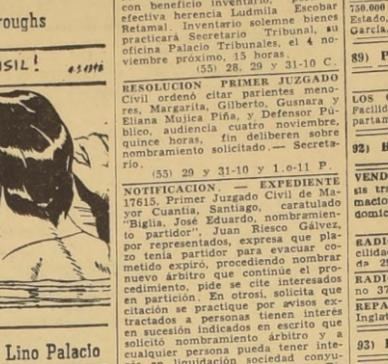 roughs
SIL!
Lino Palacio
con beneficio inventario,
efectiva herencia Ludmila Escobar
Retamal. Inventario solemne bienes
practicará Secretario Tribunal, su
oficina Palacio Tribunales, el 4 no-
viembre próximo, 15 horas.
(55) 28, 29 y 31-10 C.
RESOLUCION PRIMER JUZGADO
Civil ordenó citar parientes meno-
res, Margarita, Gilberto, Gusnara y
Eliana Mujica Piña, y Defensor Pú-
blico, audiencia cuatro noviembre,
quince horas, fin deliberen sobre
nombramiento solicitado.— Secreta-
rio.
(55) 29 y 31-10 y 1.o-11 P.
NOTIFICACION. — EXPEDIENTE
17615, Primer Juzgado Civil de Ma-
yor Cuantía, Santiago, caratulado
"Biglia, José Eduardo, nombramien-
to partidor", Juan Riesco Gálvez,
por representados, expresa que pla-
zo tenía partidor para evacuar co-
metido expiró, procediendo nombrar
nuevo árbitro que continúe el pro-
cedimiento, pide se cite interesados
en partición. En otrosí, solicita que
citación se practique por avisos ex-
tractados a personas tienen interés
en sucesión indicados en escrito que
solicitó nombramiento árbitro y a
cualquier persona pueda tener inte-
liquidación sociedad conyu-
750.000
Estado
García.
89) P
LOS
Facilid
partam
92) H
VEND
sis tr
macio
domic
RADI
cilidad
de 29
RADI
no 37
REPA
Inglat
93)